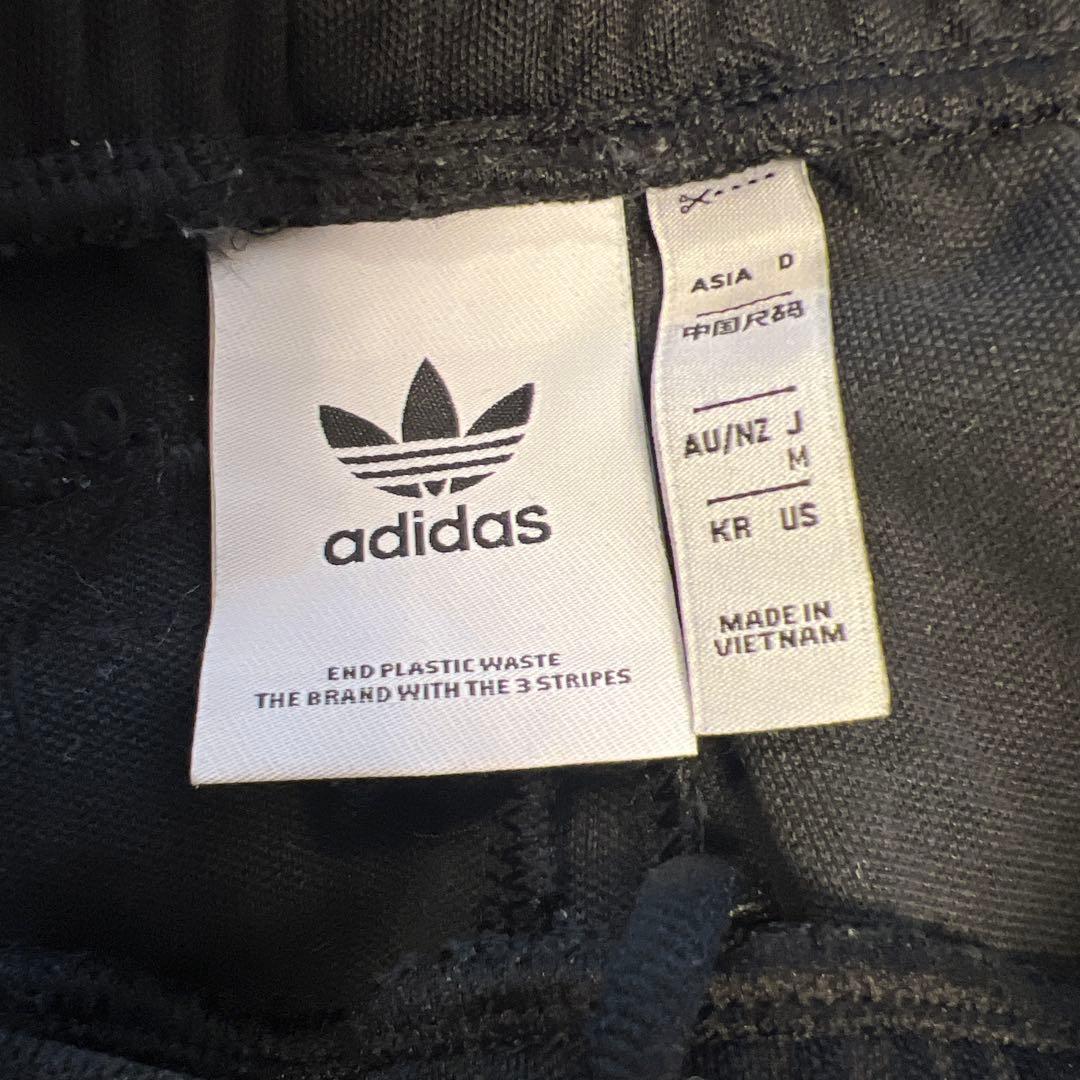 adidas
END PLASTIC WASTE
THE BRAND WITH THE 3 STRIPES
ASIA D
中国尺码
AU/NZ J
M
KR US
MADE IN
VIETNAM